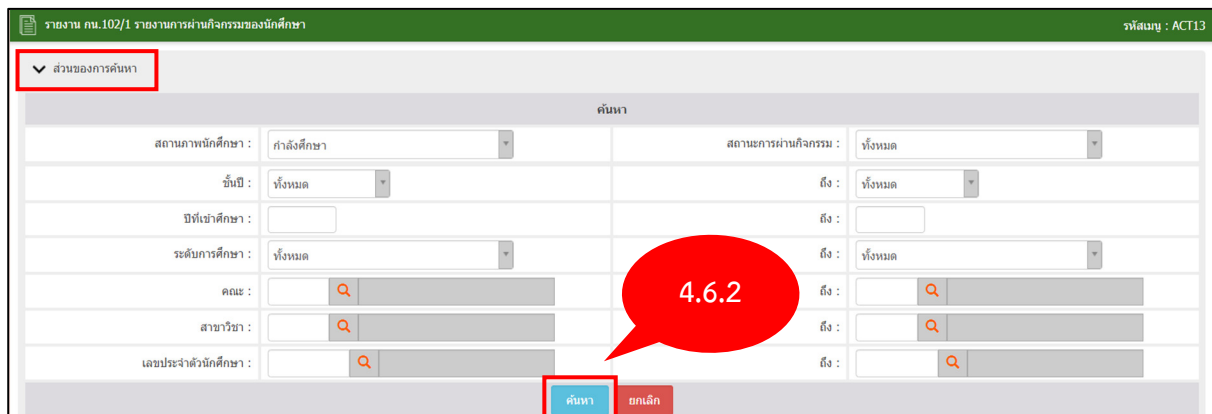 รายงาน กน.102/1 รายงานการผ่านกิจกรรมของนักศึกษา รหัสเมนู : ACT13
ส่วนของการค้นหา
ค้นหา
สถานภาพนักศึกษา : กำลังศึกษา สถานะการผ่านกิจกรรม : ทั้งหมด
ชั้นปี : ทั้งหมด ถึง : ทั้งหมด
ปีที่เข้าศึกษา : ถึง :
ระดับการศึกษา : ทั้งหมด ถึง : ทั้งหมด
คณะ : 4.6.2 ถึง :
สาขาวิชา : ถึง :
เลขประจำตัวนักศึกษา : ถึง :
ค้นหา ยกเลิก